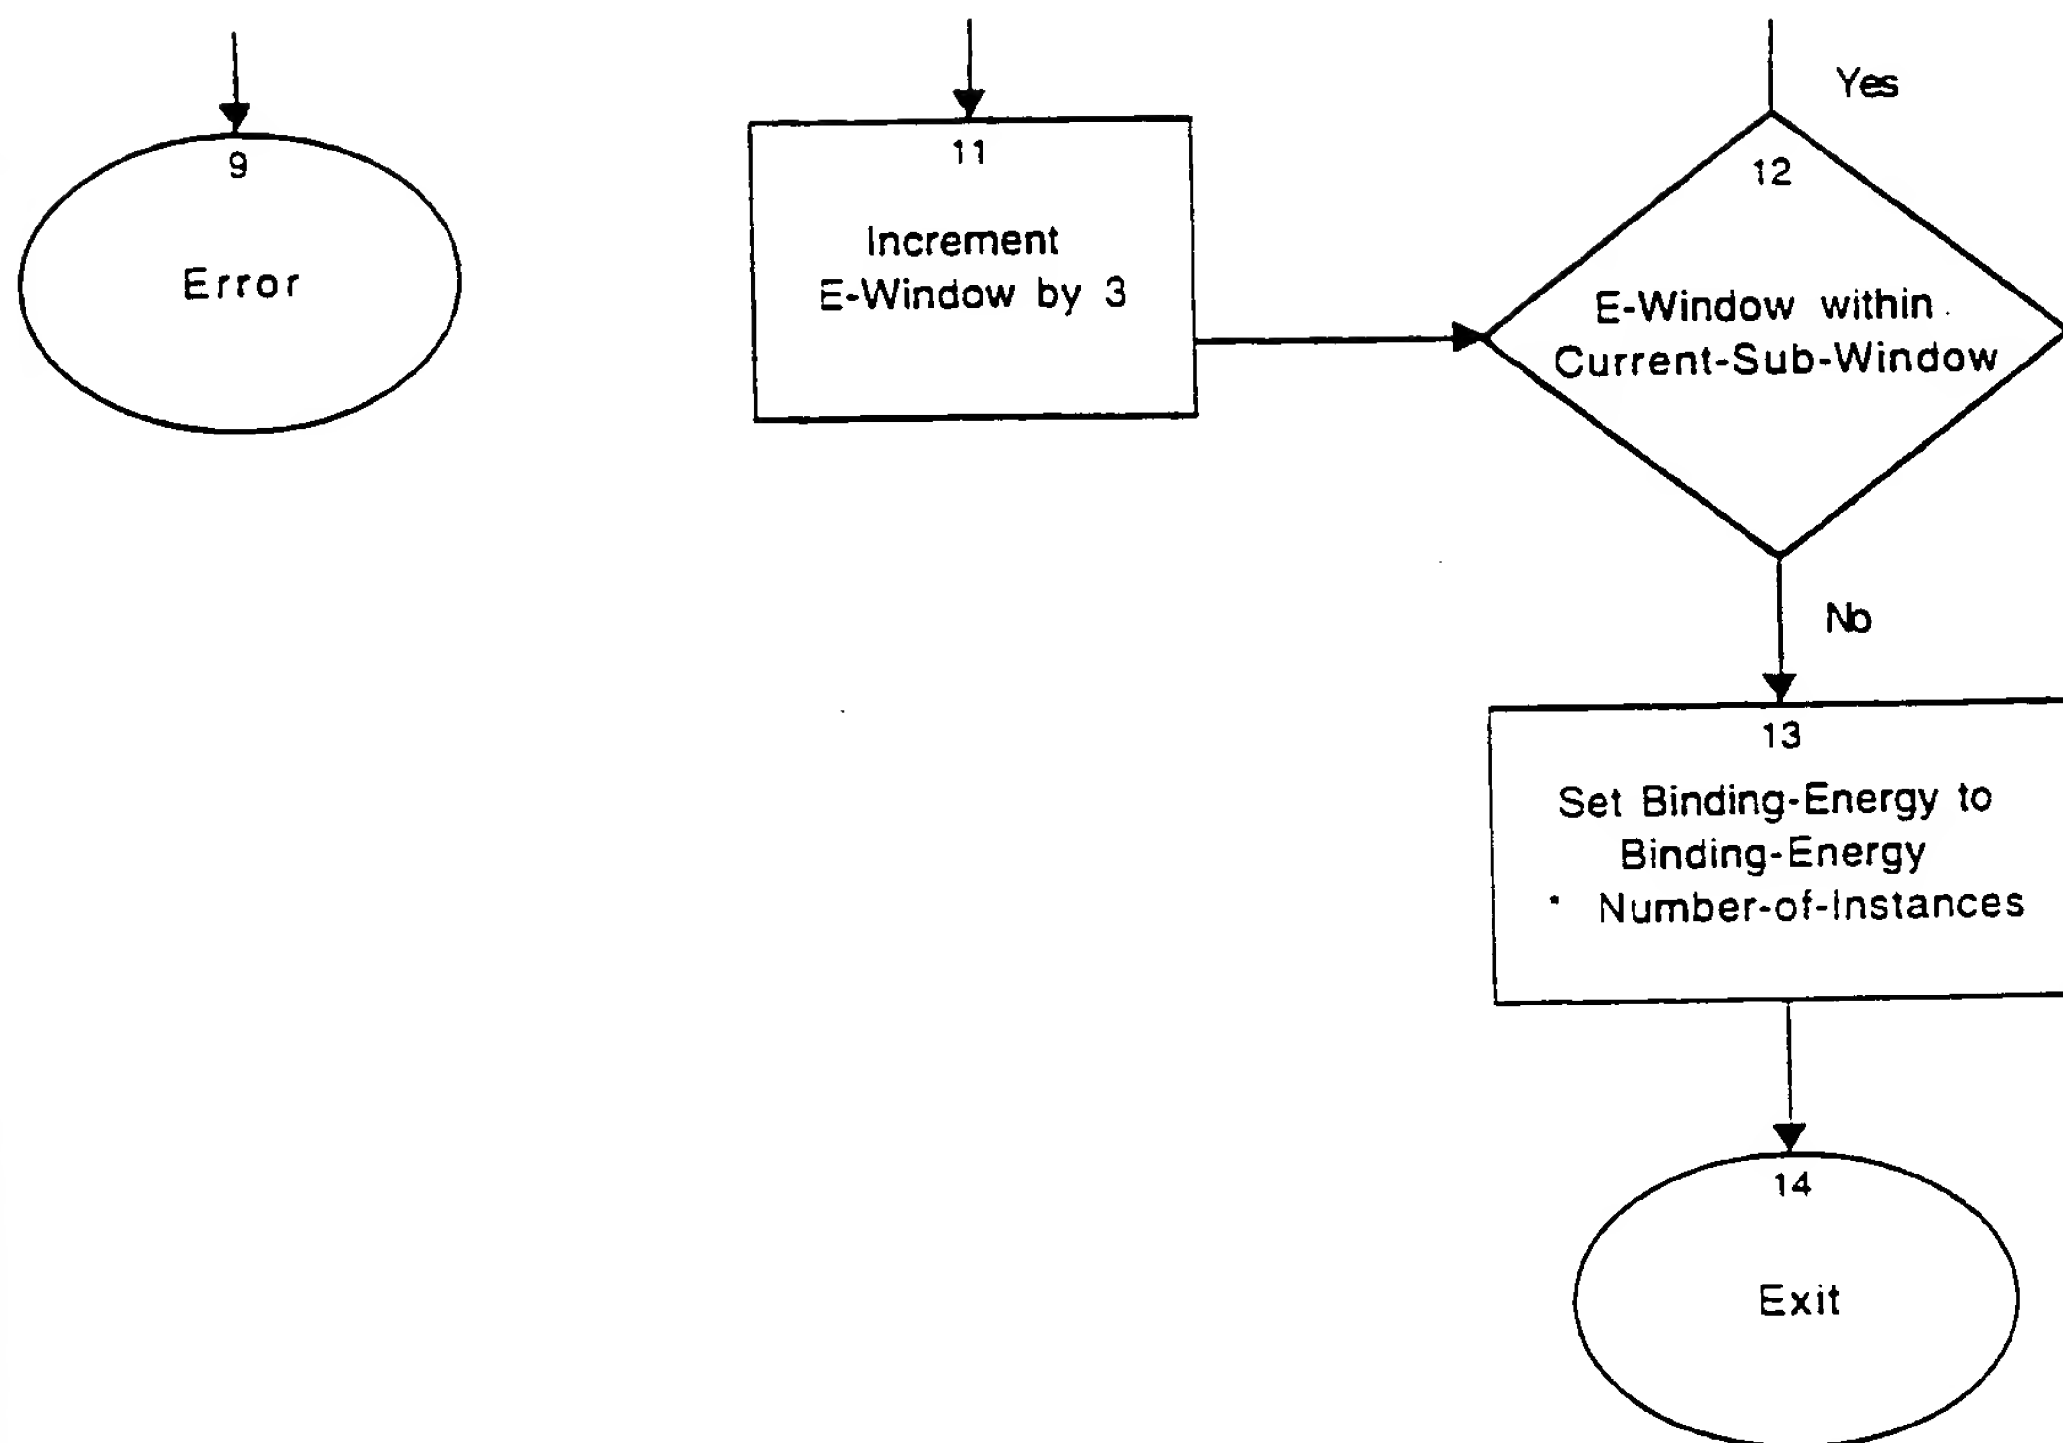 9
Error
11
Increment
E-Window by 3
Yes
12
E-Window within
Current-Sub-Window
No
13
Set Binding-Energy to
Binding-Energy
* Number-of-Instances
14
Exit